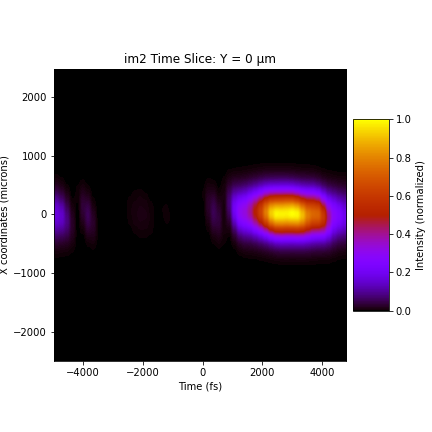 im2 Time Slice: Y = 0 μm
X coordinates (microns)
2000
1000
0
−1000
−2000
−4000 −2000 0 2000 4000
Time (fs)
1.0
0.8
0.6
0.4
0.2
0.0
Intensity (normalized)